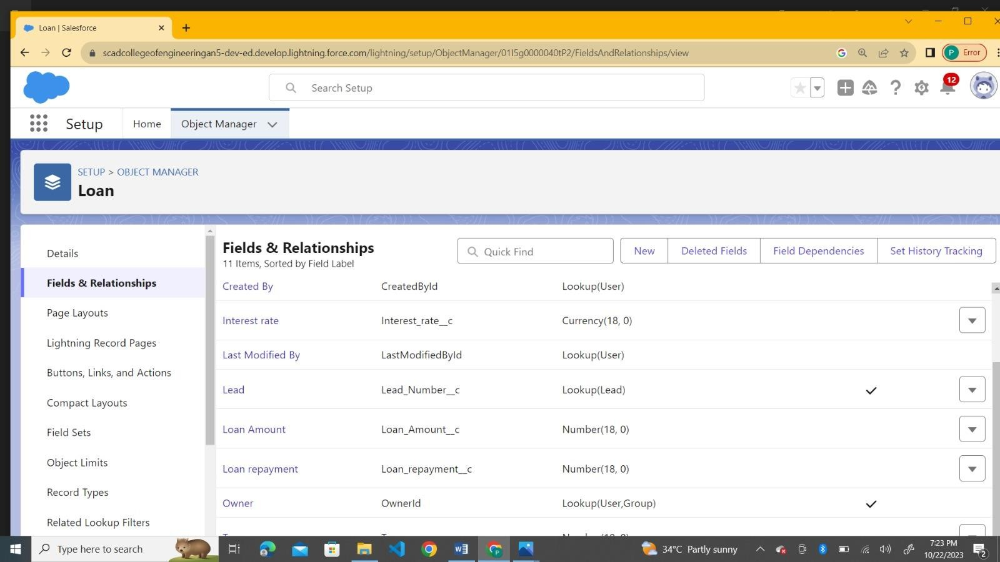 Loan | Salesforce
scadcollegeofengineeringan5-dev-ed.develop.lightning.force.com/lightning/setup/ObjectManager/01I5g0000040tP2/FieldsAndRelationships/view
P Error
Search Setup
12
Setup Home Object Manager
SETUP > OBJECT MANAGER
Loan
Details
Fields & Relationships
Page Layouts
Lightning Record Pages
Buttons, Links, and Actions
Compact Layouts
Field Sets
Object Limits
Record Types
Related Lookup Filters
Fields & Relationships
11 Items, Sorted by Field Label
Quick Find
New Deleted Fields Field Dependencies Set History Tracking
Created By CreatedById Lookup(User)
Interest rate Interest_rate__c Currency(18, 0)
Last Modified By LastModifiedById Lookup(User)
Lead Lead_Number__c Lookup(Lead)
Loan Amount Loan_Amount__c Number(18, 0)
Loan repayment Loan_repayment__c Number(18, 0)
Owner OwnerId Lookup(User,Group)
Type here to search
34°C Partly sunny
7:23 PM
10/22/2023
2